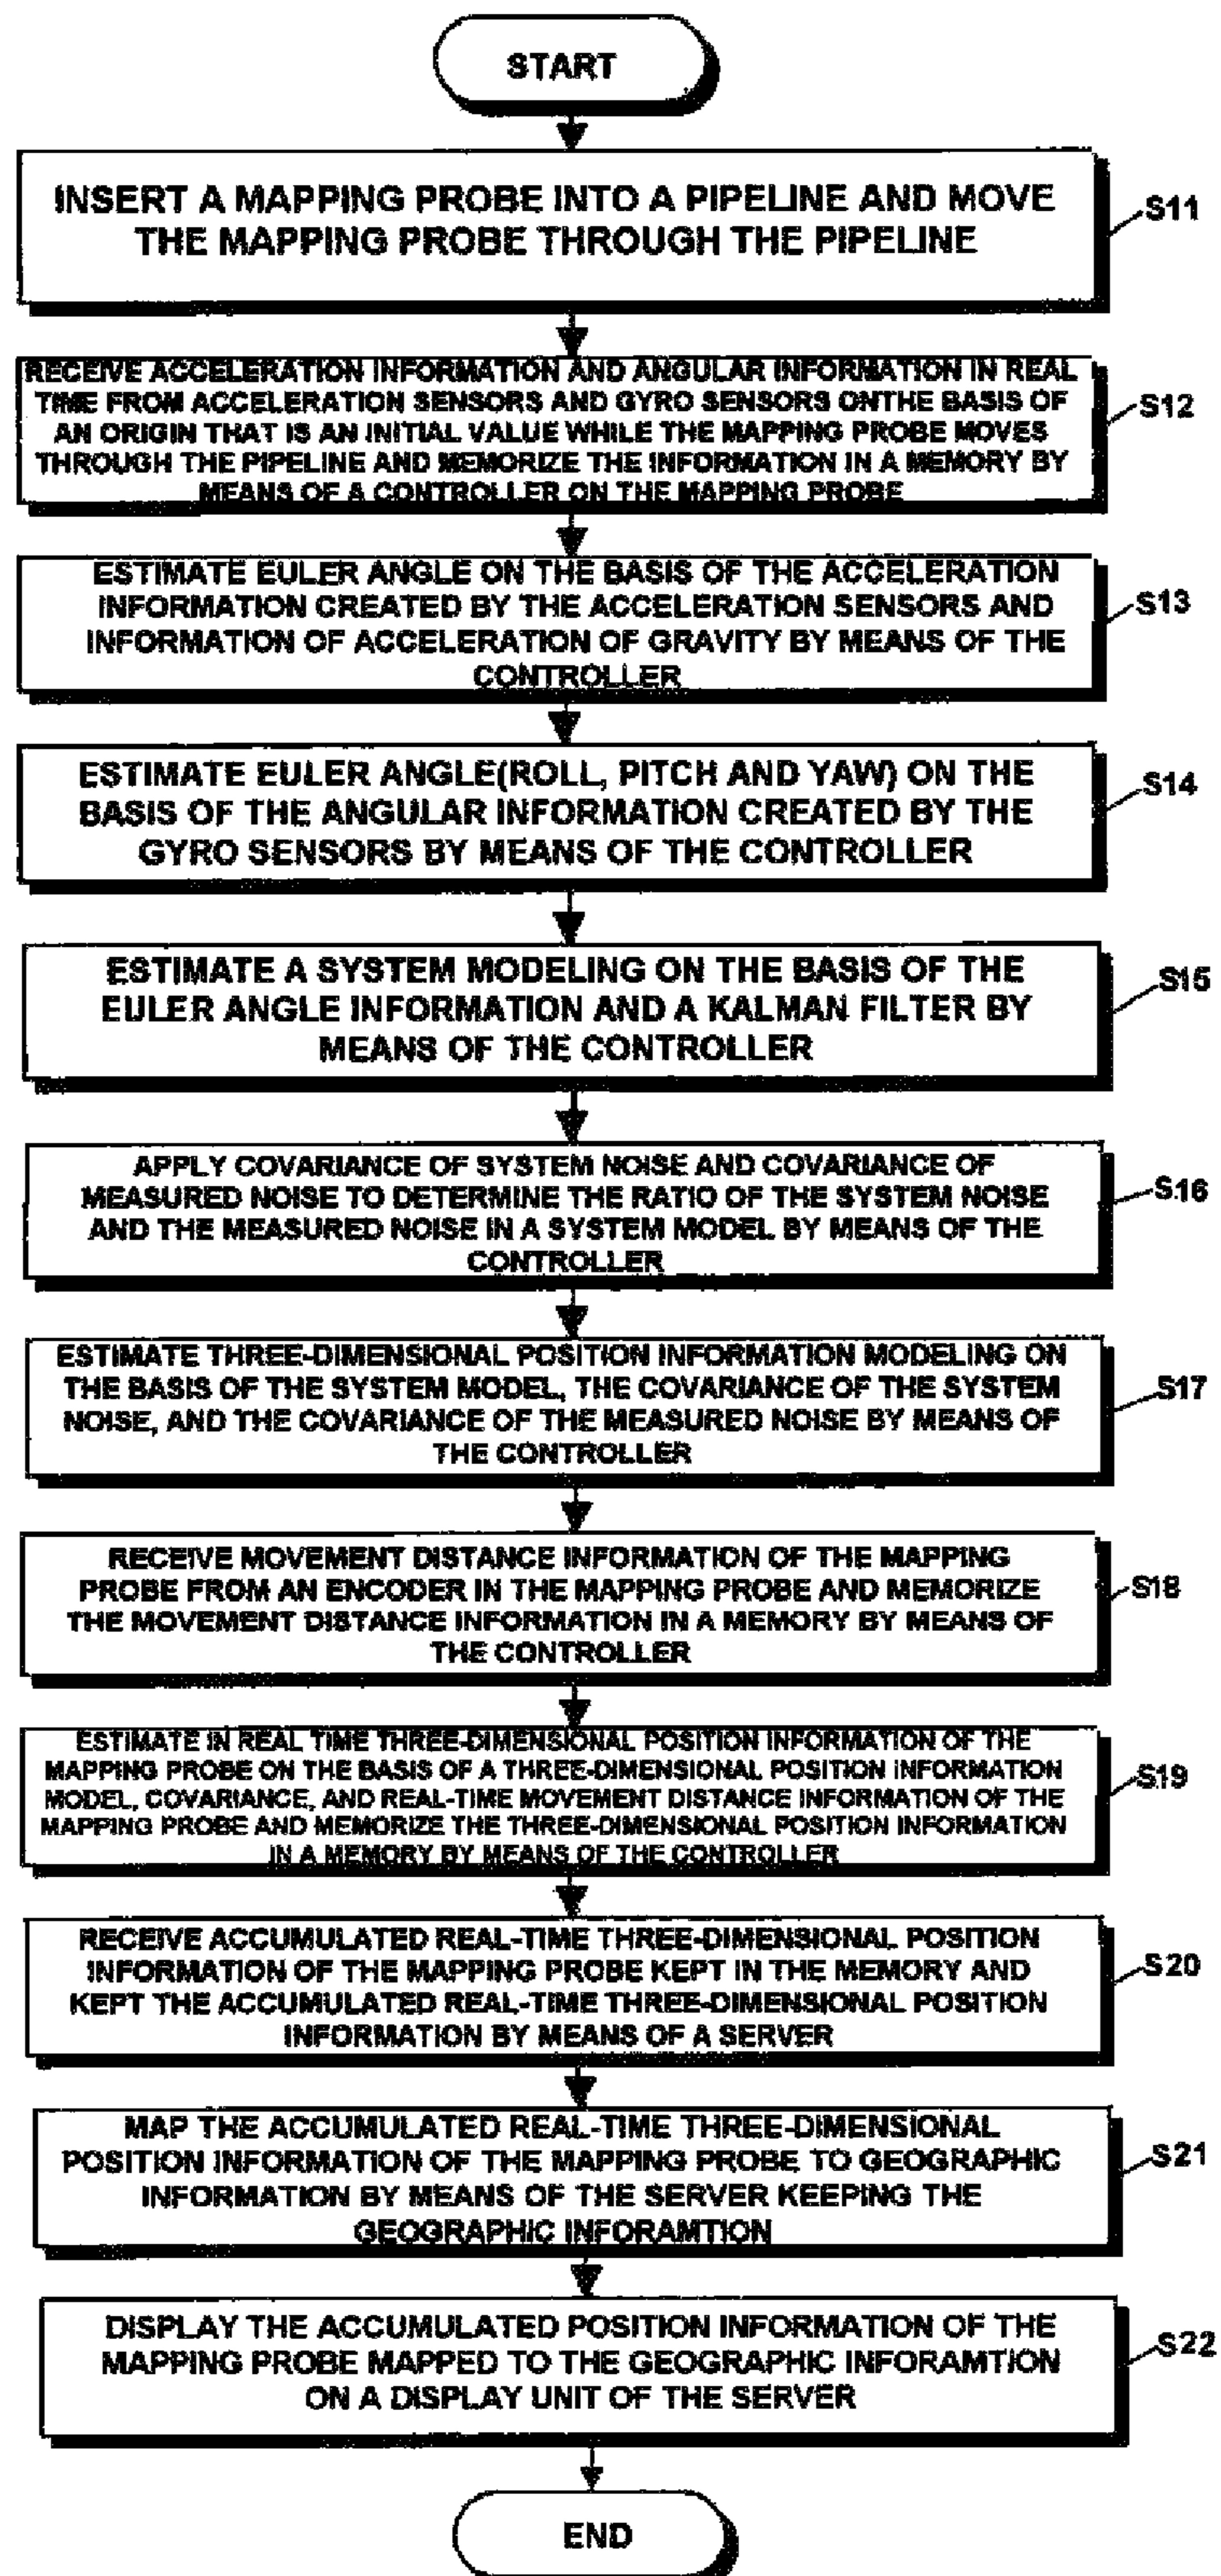 START
INSERT A MAPPING PROBE INTO A PIPELINE AND MOVE
THE MAPPING PROBE THROUGH THE PIPELINE
S11
RECEIVE ACCELERATION INFORMATION AND ANGULAR INFORMATION IN REAL
TIME FROM ACCELERATION SENSORS AND GYRO SENSORS ONTHE BASIS OF
AN ORIGIN THAT IS AN INITIAL VALUE WHILE THE MAPPING PROBE MOVES
THROUGH THE PIPELINE AND MEMORIZE THE INFORMATION IN A MEMORY BY
MEANS OF A CONTROLLER ON THE MAPPING PROBE
S12
ESTIMATE EULER ANGLE ON THE BASIS OF THE ACCELERATION
INFORMATION CREATED BY THE ACCELERATION SENSORS AND
INFORMATION OF ACCELERATION OF GRAVITY BY MEANS OF THE
CONTROLLER
S13
ESTIMATE EULER ANGLE(ROLL, PITCH AND YAW) ON THE
BASIS OF THE ANGULAR INFORMATION CREATED BY THE
GYRO SENSORS BY MEANS OF THE CONTROLLER
S14
ESTIMATE A SYSTEM MODELING ON THE BASIS OF THE
EULER ANGLE INFORMATION AND A KALMAN FILTER BY
MEANS OF THE CONTROLLER
S15
APPLY COVARIANCE OF SYSTEM NOISE AND COVARIANCE OF
MEASURED NOISE TO DETERMINE THE RATIO OF THE SYSTEM NOISE
AND THE MEASURED NOISE IN A SYSTEM MODEL BY MEANS OF THE
CONTROLLER
S16
ESTIMATE THREE-DIMENSIONAL POSITION INFORMATION MODELING ON
THE BASIS OF THE SYSTEM MODEL, THE COVARIANCE OF THE SYSTEM
NOISE, AND THE COVARIANCE OF THE MEASURED NOISE BY MEANS OF
THE CONTROLLER
S17
RECEIVE MOVEMENT DISTANCE INFORMATION OF THE MAPPING
PROBE FROM AN ENCODER IN THE MAPPING PROBE AND MEMORIZE
THE MOVEMENT DISTANCE INFORMATION IN A MEMORY BY MEANS OF
THE CONTROLLER
S18
ESTIMATE IN REAL TIME THREE-DIMENSIONAL POSITION INFORMATION OF THE
MAPPING PROBE ON THE BASIS OF A THREE-DIMENSIONAL POSITION INFORMATION
MODEL, COVARIANCE, AND REAL-TIME MOVEMENT DISTANCE INFORMATION OF THE
MAPPING PROBE AND MEMORIZE THE THREE-DIMENSIONAL POSITION INFORMATION
IN A MEMORY BY MEANS OF THE CONTROLLER
S19
RECEIVE ACCUMULATED REAL-TIME THREE-DIMENSIONAL POSITION
INFORMATION OF THE MAPPING PROBE KEPT IN THE MEMORY AND
KEPT THE ACCUMULATED REAL-TIME THREE-DIMENSIONAL POSITION
INFORMATION BY MEANS OF A SERVER
S20
MAP THE ACCUMULATED REAL-TIME THREE-DIMENSIONAL
POSITION INFORMATION OF THE MAPPING PROBE TO GEOGRAPHIC
INFORMATION BY MEANS OF THE SERVER KEEPING THE
GEOGRAPHIC INFORAMTION
S21
DISPLAY THE ACCUMULATED POSITION INFORMATION OF THE
MAPPING PROBE MAPPED TO THE GEOGRAPHIC INFORAMTION
ON A DISPLAY UNIT OF THE SERVER
S22
END